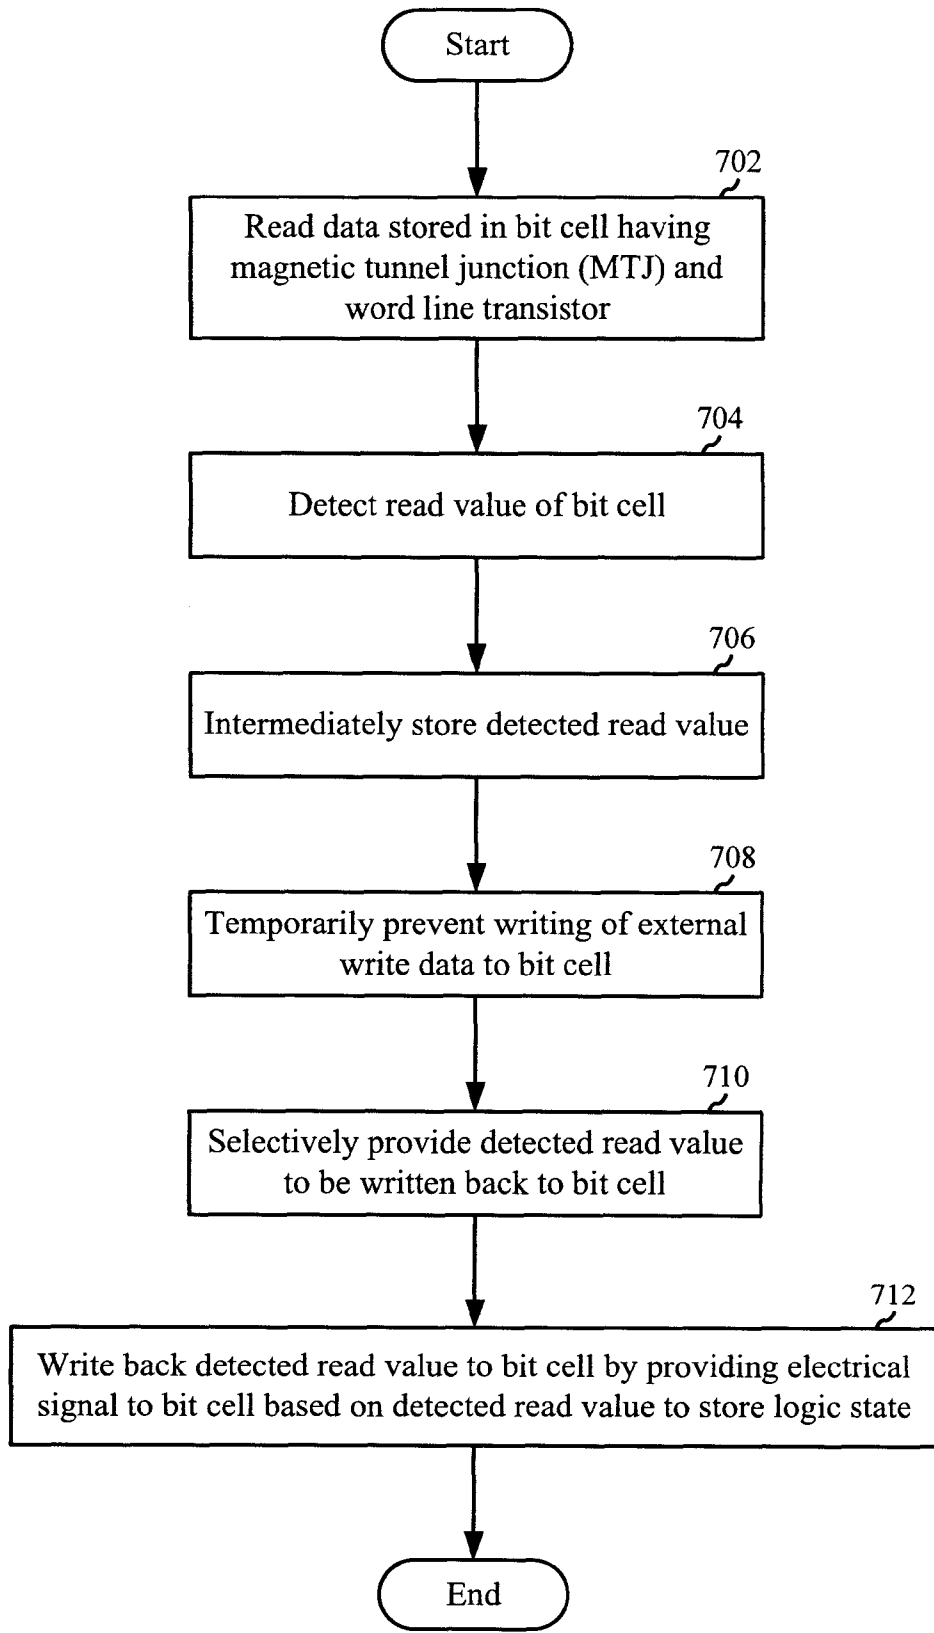 Start
702
Read data stored in bit cell having
magnetic tunnel junction (MTJ) and
word line transistor
704
Detect read value of bit cell
706
Intermediately store detected read value
708
Temporarily prevent writing of external
write data to bit cell
710
Selectively provide detected read value
to be written back to bit cell
712
Write back detected read value to bit cell by providing electrical
signal to bit cell based on detected read value to store logic state
End